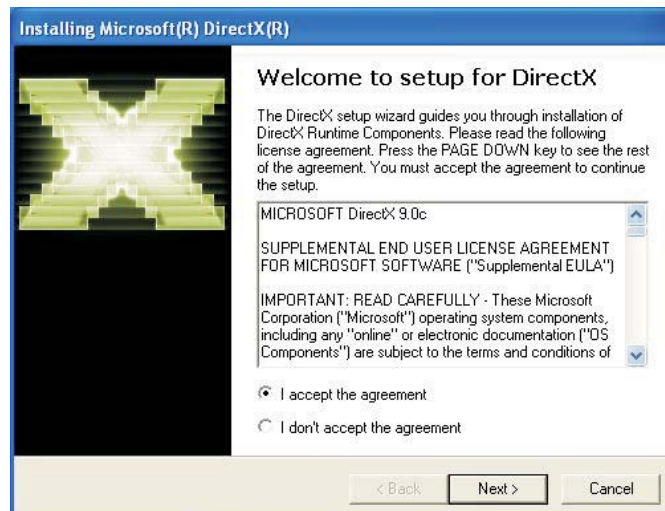 Installing Microsoft(R) DirectX(R)
Welcome to setup for DirectX
The DirectX setup wizard guides you through installation of
DirectX Runtime Components. Please read the following
license agreement. Press the PAGE DOWN key to see the rest
of the agreement. You must accept the agreement to continue
the setup.
MICROSOFT DirectX 9.0c
SUPPLEMENTAL END USER LICENSE AGREEMENT
FOR MICROSOFT SOFTWARE ("Supplemental EULA")
IMPORTANT: READ CAREFULLY - These Microsoft
Corporation ("Microsoft") operating system components,
including any "online" or electronic documentation ("OS
Components") are subject to the terms and conditions of
I accept the agreement
I don't accept the agreement
< Back Next > Cancel